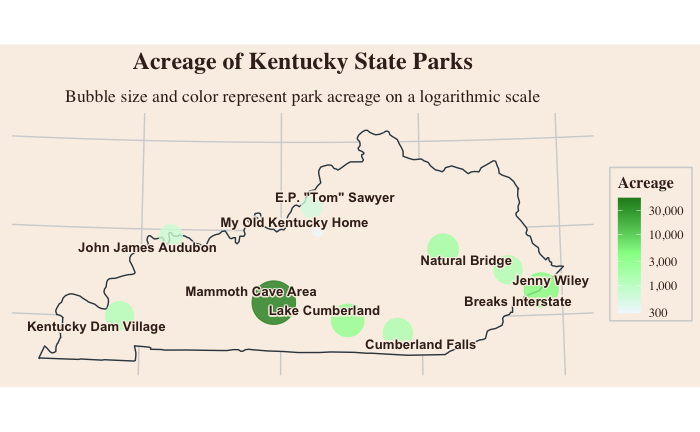 Acreage of Kentucky State Parks
Bubble size and color represent park acreage on a logarithmic scale
E.P. "Tom" Sawyer
My Old Kentucky Home
John James Audubon
Natural Bridge
Jenny Wiley
Mammoth Cave Area
Breaks Interstate
Lake Cumberland
Kentucky Dam Village
Cumberland Falls
Acreage
30,000
10,000
3,000
1,000
300